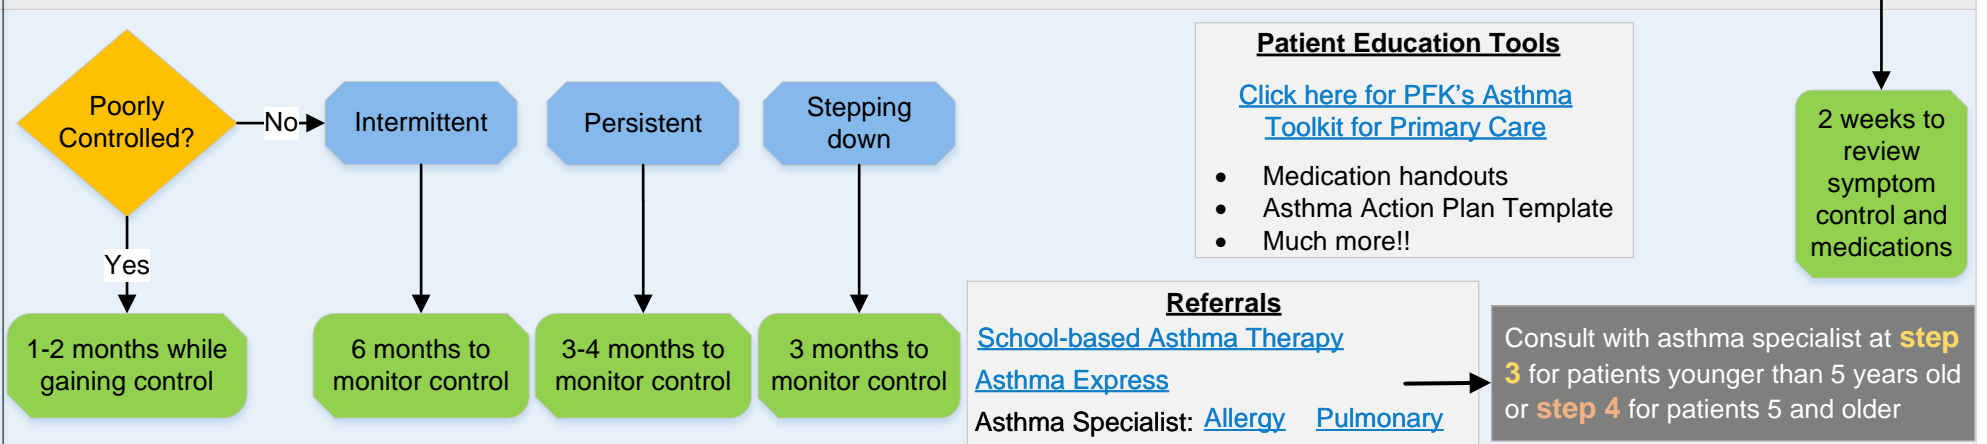 Poorly
Controlled?
No
Yes
1-2 months while
gaining control
Intermittent
6 months to
monitor control
Persistent
3-4 months to
monitor control
Stepping
down
3 months to
monitor control
Patient Education Tools
Click here for PFK's Asthma
Toolkit for Primary Care
• Medication handouts
• Asthma Action Plan Template
• Much more!!
Referrals
School-based Asthma Therapy
Asthma Express
Asthma Specialist: Allergy Pulmonary
Consult with asthma specialist at step
3 for patients younger than 5 years old
or step 4 for patients 5 and older
2 weeks to
review
symptom
control and
medications